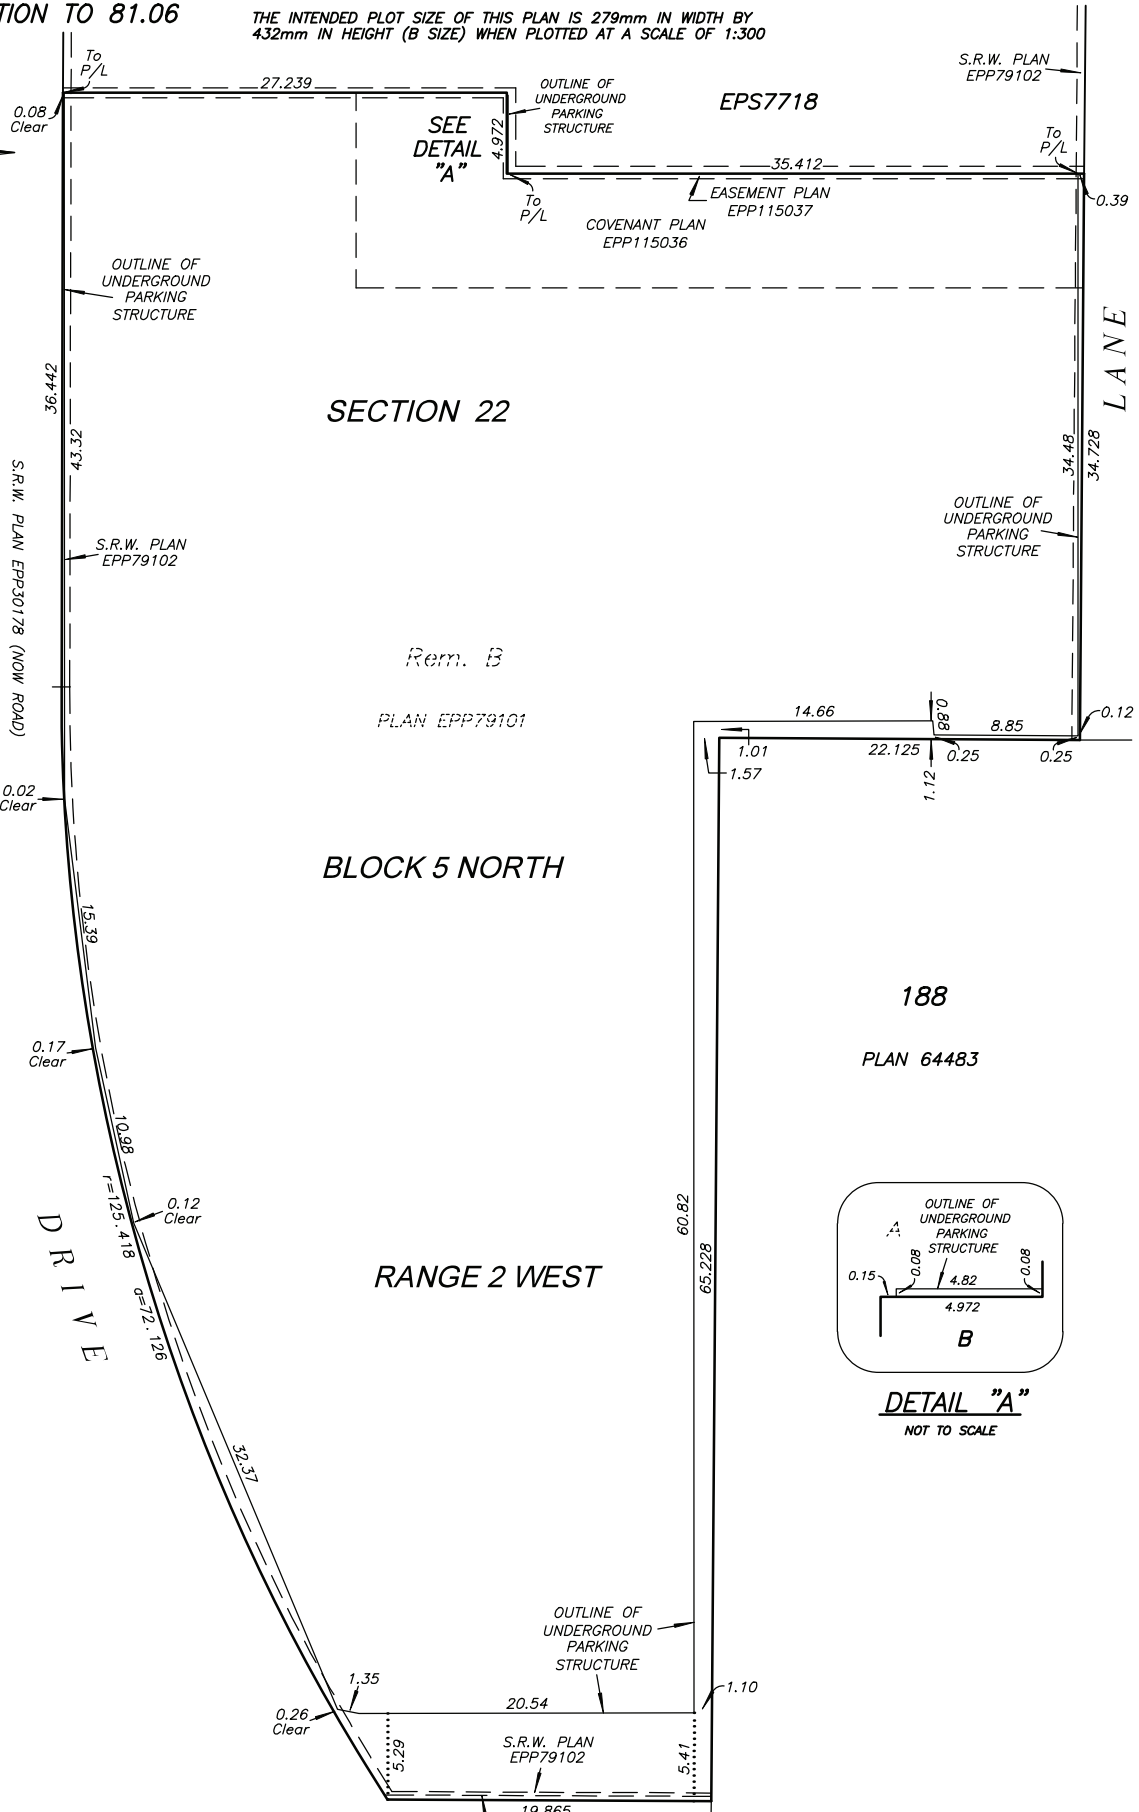 TION TO 81.06
THE INTENDED PLOT SIZE OF THIS PLAN IS 279mm IN WIDTH BY
432mm IN HEIGHT (B SIZE) WHEN PLOTTED AT A SCALE OF 1:300
To
P/L
27.239
0.08
Clear
SEE
DETAIL
"A"
4.972
OUTLINE OF
UNDERGROUND
PARKING
STRUCTURE
EPS7718
S.R.W. PLAN
EPP79102
To
P/L
35.412
To
P/L
EASEMENT PLAN
EPP115037
COVENANT PLAN
EPP115036
0.39
OUTLINE OF
UNDERGROUND
PARKING
STRUCTURE
LANE
36.442
43.32
SECTION 22
34.48
34.728
S.R.W. PLAN EPP30178 (NOW ROAD)
S.R.W. PLAN
EPP79102
OUTLINE OF
UNDERGROUND
PARKING
STRUCTURE
Rem. B
PLAN EPP79101
14.66
0.88
8.85
0.12
1.01
22.125
0.25
0.25
1.57
1.12
0.02
Clear
BLOCK 5 NORTH
15.39
188
PLAN 64483
0.17
Clear
10.98
0.12
Clear
r=125.418
a=72.126
DRIVE
60.82
65.228
RANGE 2 WEST
A
OUTLINE OF
UNDERGROUND
PARKING
STRUCTURE
0.15
0.08
4.82
0.08
4.972
B
DETAIL "A"
NOT TO SCALE
32.37
OUTLINE OF
UNDERGROUND
PARKING
STRUCTURE
1.35
20.54
1.10
0.26
Clear
5.29
S.R.W. PLAN
EPP79102
5.41
19.865